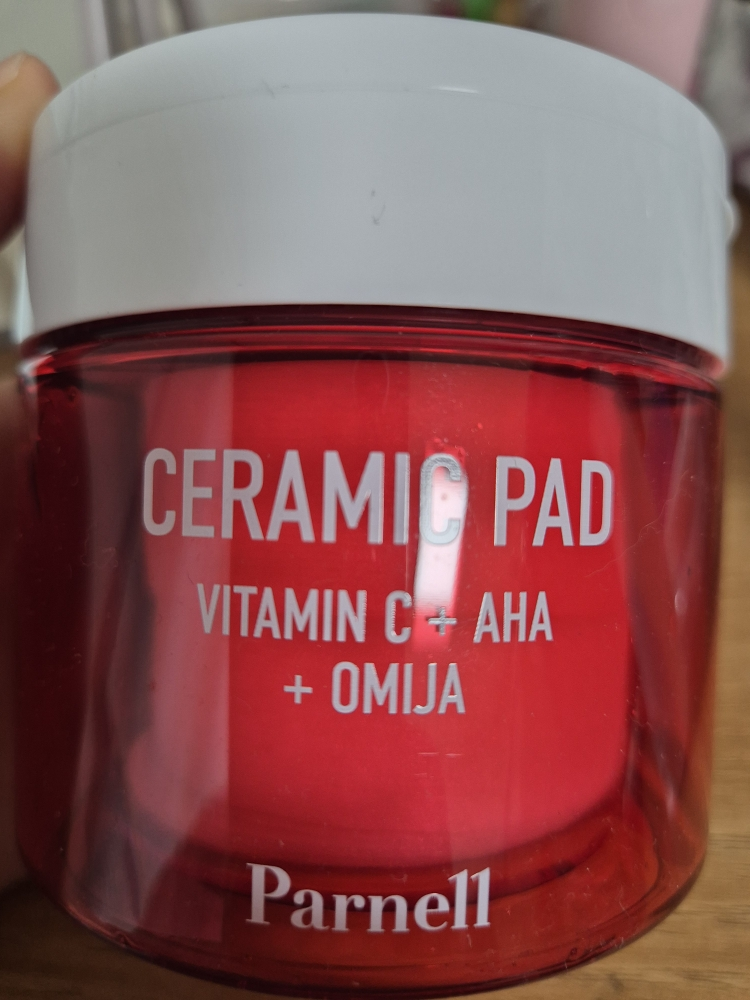 CERAMIC PAD
VITAMIN C + AHA
+ OMIJA
Parnell